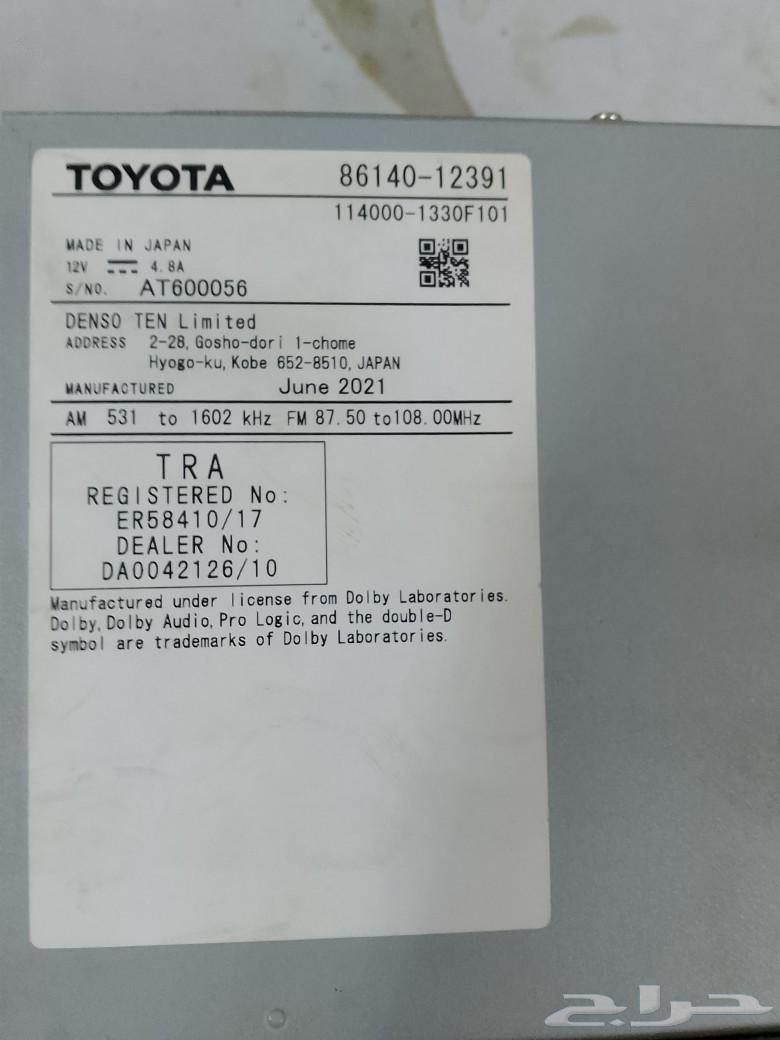 TOYOTA 86140-12391
114000-1330F101
MADE IN JAPAN
12V 4.8A
S/NO. AT600056
DENSO TEN Limited
ADDRESS 2-28, Gosho-dori 1-chome
Hyogo-ku, Kobe 652-8510, JAPAN
MANUFACTURED June 2021
AM 531 to 1602 kHz FM 87.50 to108.00MHz
TRA
REGISTERED No:
ER58410/17
DEALER No:
DA0042126/10
Manufactured under license from Dolby Laboratories.
Dolby, Dolby Audio, Pro Logic, and the double-D
symbol are trademarks of Dolby Laboratories.
حراج